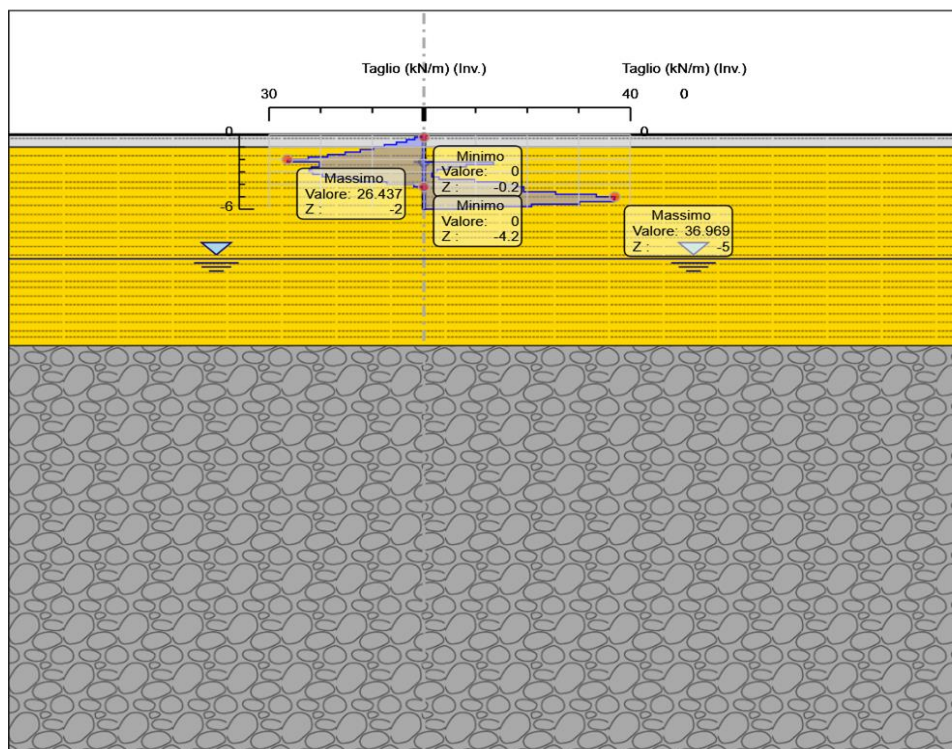 Taglio (kN/m) (Inv.)
Taglio (kN/m) (Inv.)
30
40
0
0
0
-6
Minimo
Valore: 0
Z : -0.2
Massimo
Valore: 26.437
Z : -2
Minimo
Valore: 0
Z : -4.2
Massimo
Valore: 36.969
Z : -5